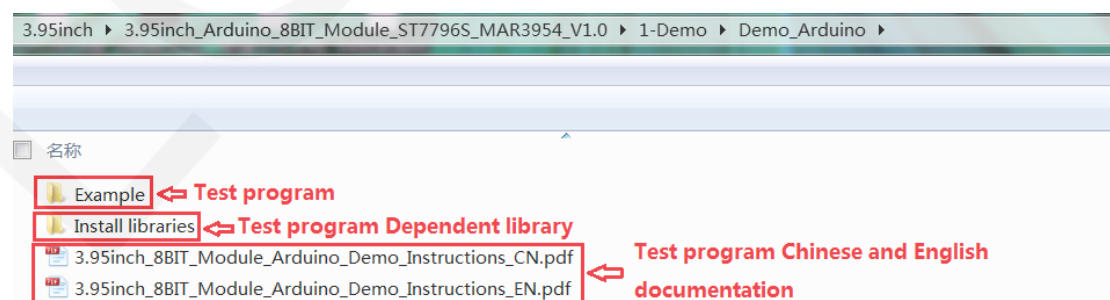 3.95inch ▸ 3.95inch_Arduino_8BIT_Module_ST7796S_MAR3954_V1.0 ▸ 1-Demo ▸ Demo_Arduino ▸
名称
Example Test program
Install libraries Test program Dependent library
3.95inch_8BIT_Module_Arduino_Demo_Instructions_CN.pdf Test program Chinese and English
3.95inch_8BIT_Module_Arduino_Demo_Instructions_EN.pdf documentation